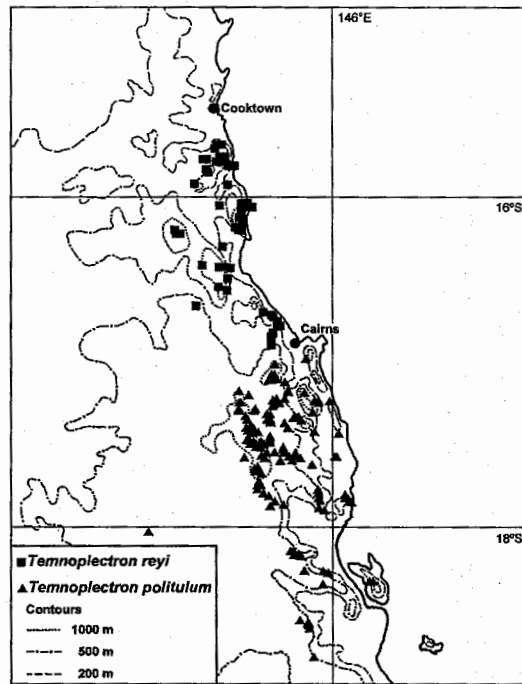 146°E
Cooktown
16°S
Cairns
18°S
Temnoplectron reyi
Temnoplectron politulum
Contours
1000 m
500 m
200 m